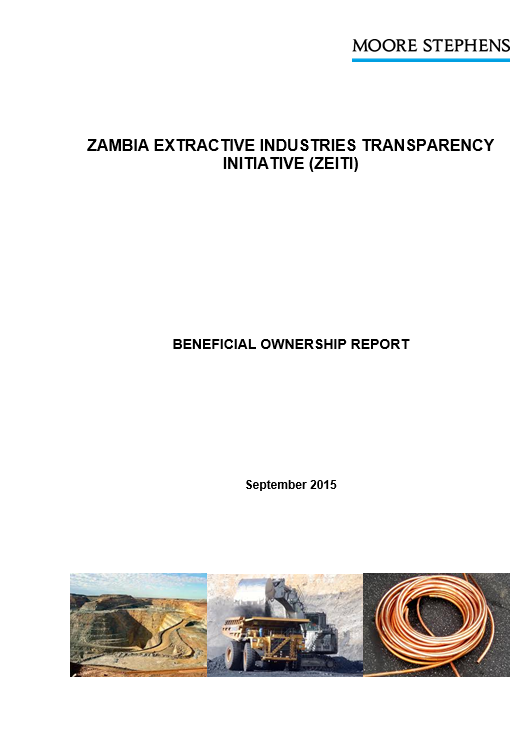 MOORE STEPHENS
ZAMBIA EXTRACTIVE INDUSTRIES TRANSPARENCY
INITIATIVE (ZEITI)
BENEFICIAL OWNERSHIP REPORT
September 2015